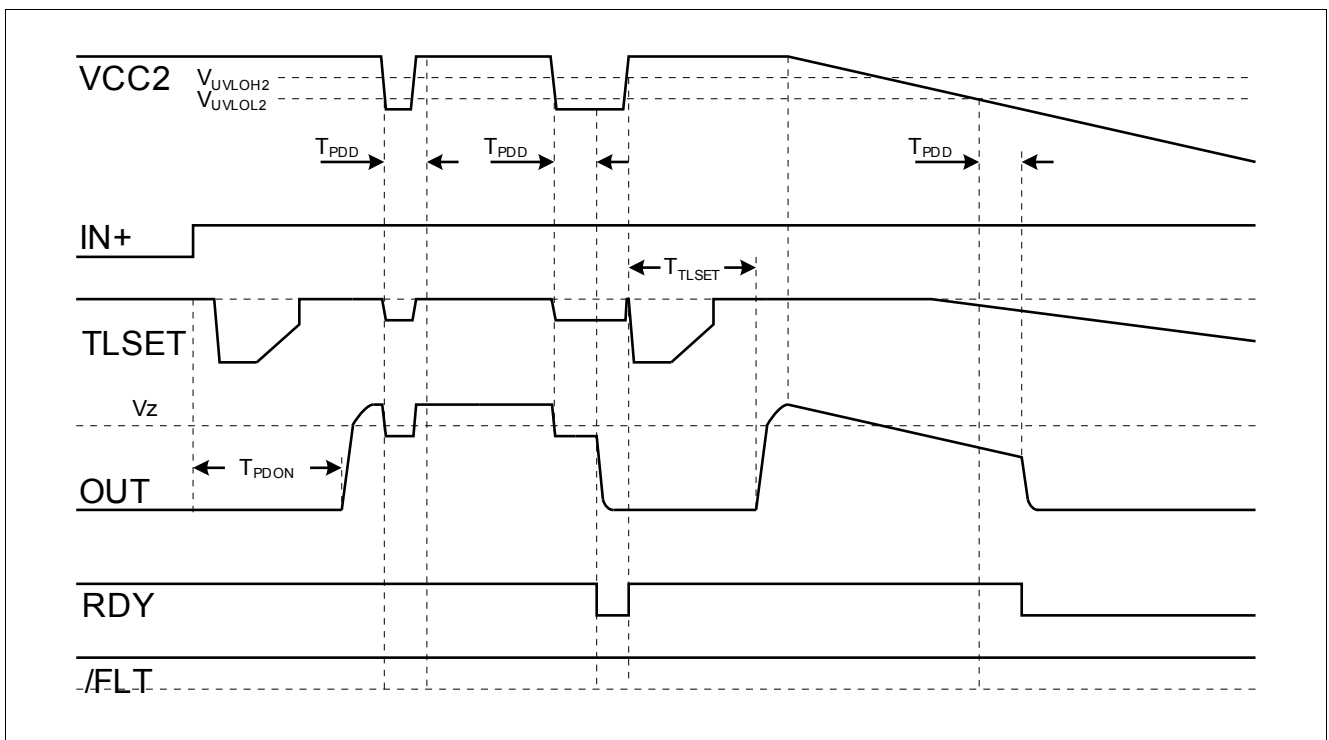 VCC2
VUVLOH2
VUVLOL2
TPDD
TPDD
TPDD
IN+
TTLSET
TLSET
Vz
TPDON
OUT
RDY
/FLT